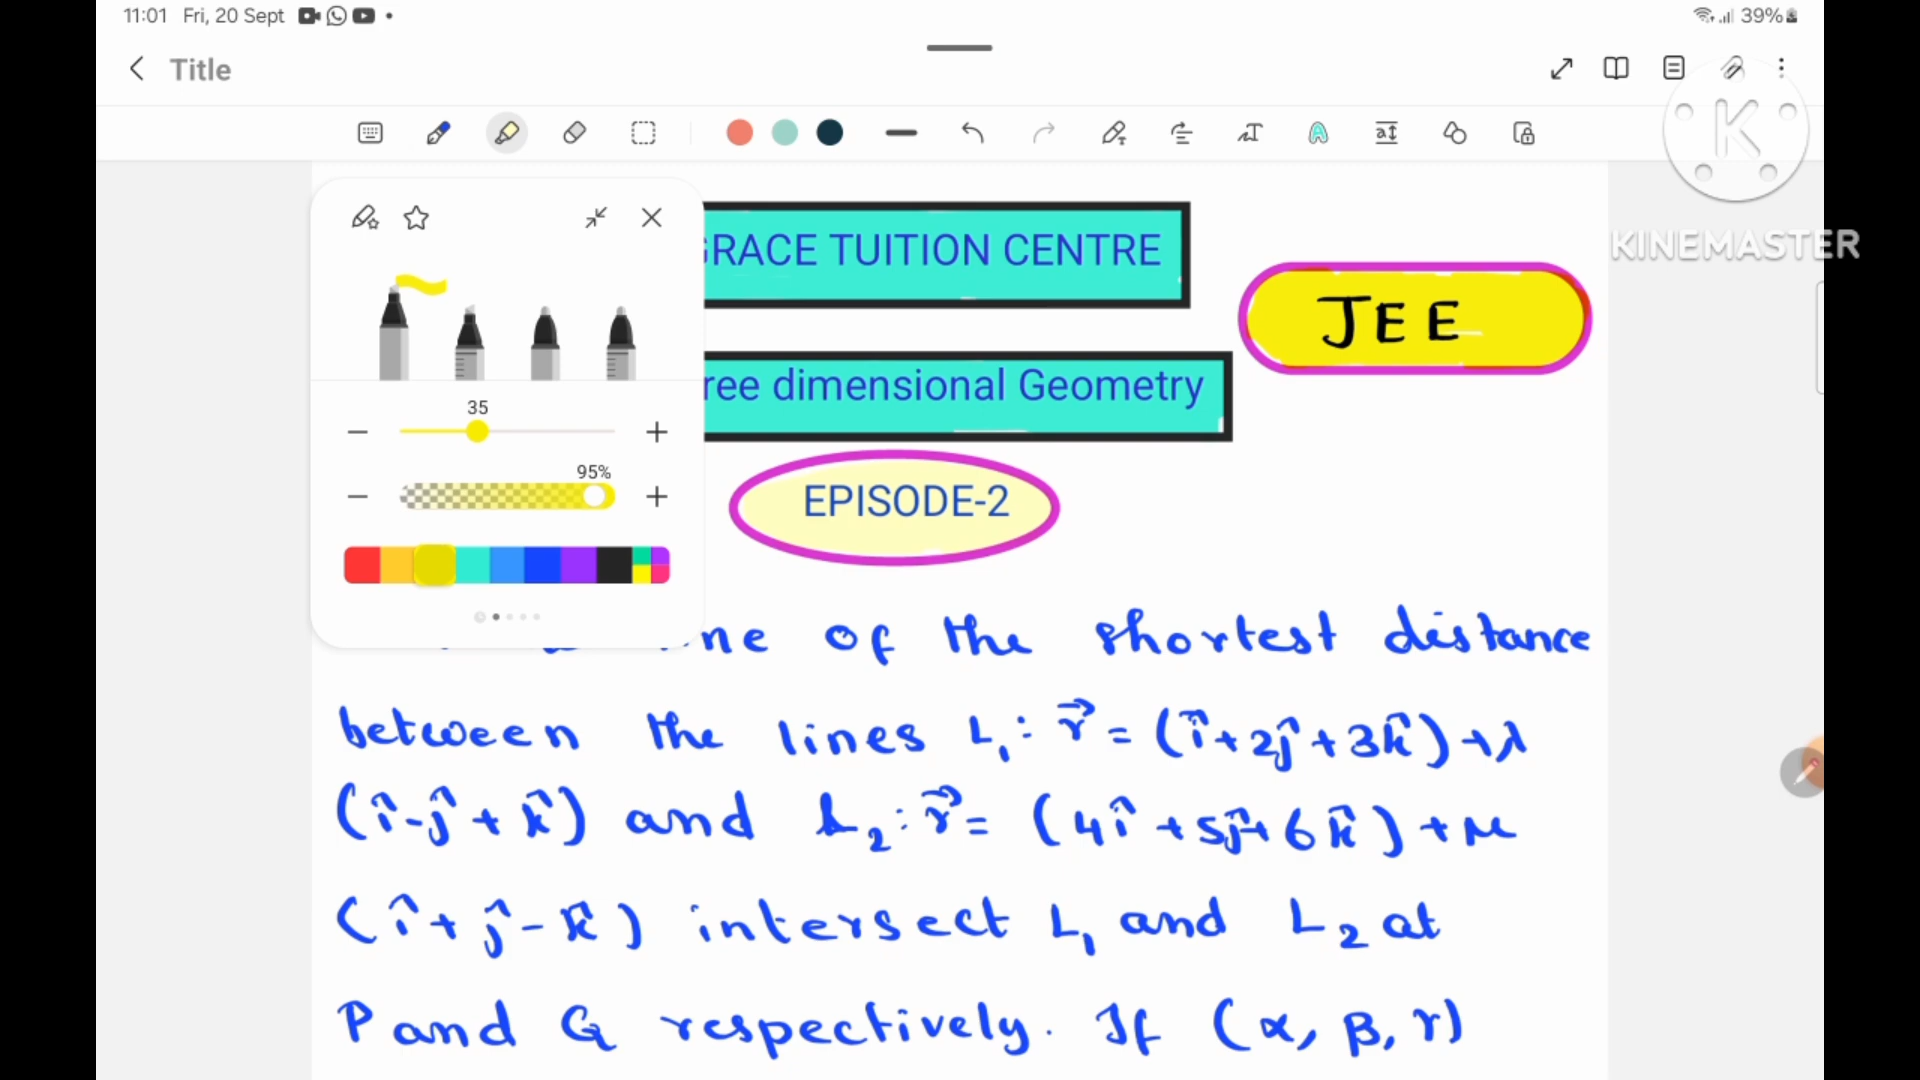 11:01 Fri, 20 Sept
39%
Title
GRACE TUITION CENTRE
JEE
KINEMASTER
ree dimensional Geometry
35
95%
EPISODE-2
ne of the shortest distance
between the lines L₁: r⃗ = (î+2ĵ+3k̂)+λ
(î-ĵ+k̂) and L₂: r⃗ = (4î+5ĵ+6k̂)+μ
(î+ĵ-k̂) intersect L₁ and L₂ at
P and Q respectively. If (α, β, γ)